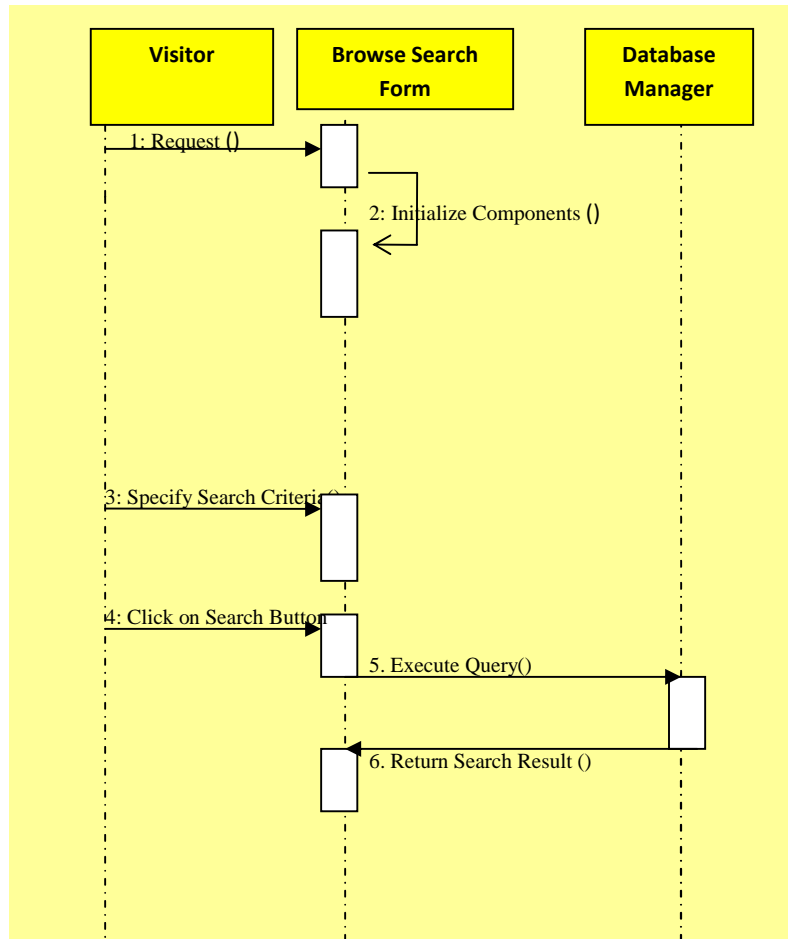 Visitor
Browse Search
Form
Database
Manager
1: Request ()
2: Initialize Components ()
3: Specify Search Criteria()
4: Click on Search Button
5. Execute Query()
6. Return Search Result ()